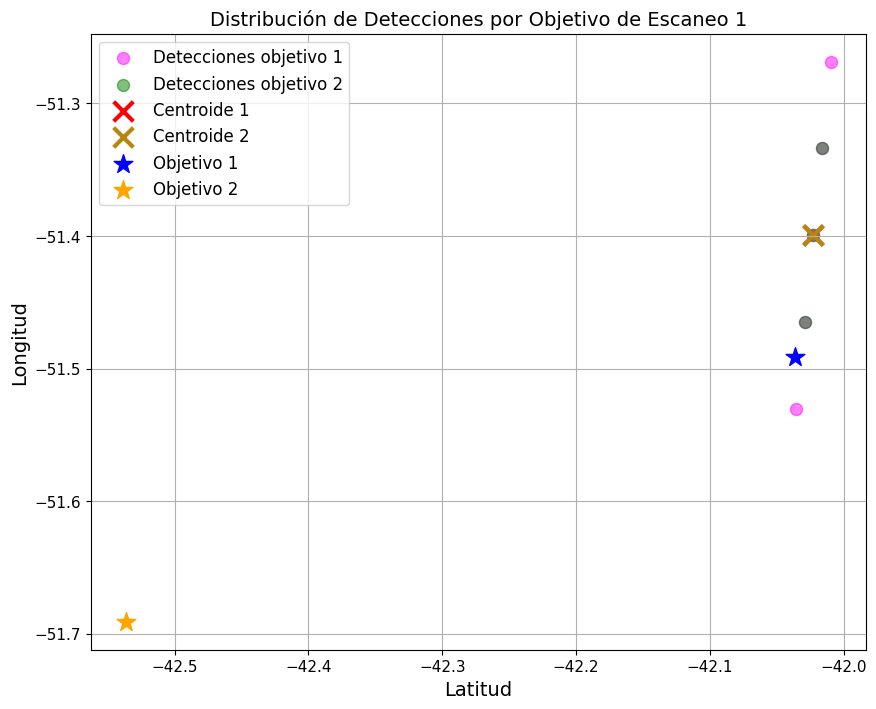 Distribución de Detecciones por Objetivo de Escaneo 1
Detecciones objetivo 1
Detecciones objetivo 2
Centroide 1
Centroide 2
Objetivo 1
Objetivo 2
Longitud
−51.3
−51.4
−51.5
−51.6
−51.7
−42.5
−42.4
−42.3
−42.2
−42.1
−42.0
Latitud